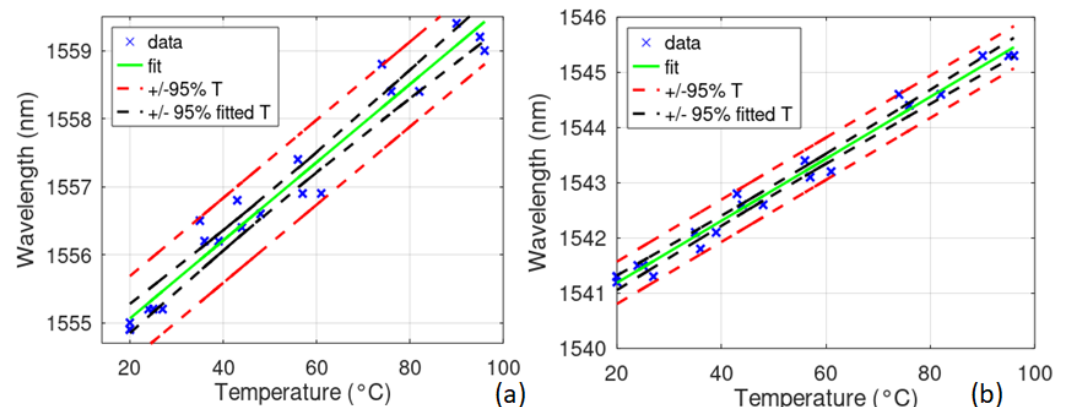 1559
1558
1557
1556
1555
Wavelength (nm)
data
fit
+/-95% T
+/- 95% fitted T
20 40 60 80 100
Temperature (°C)
(a)
1546
1545
1544
1543
1542
1541
1540
Wavelength (nm)
data
fit
+/-95% T
+/- 95% fitted T
20 40 60 80 100
Temperature (°C)
(b)